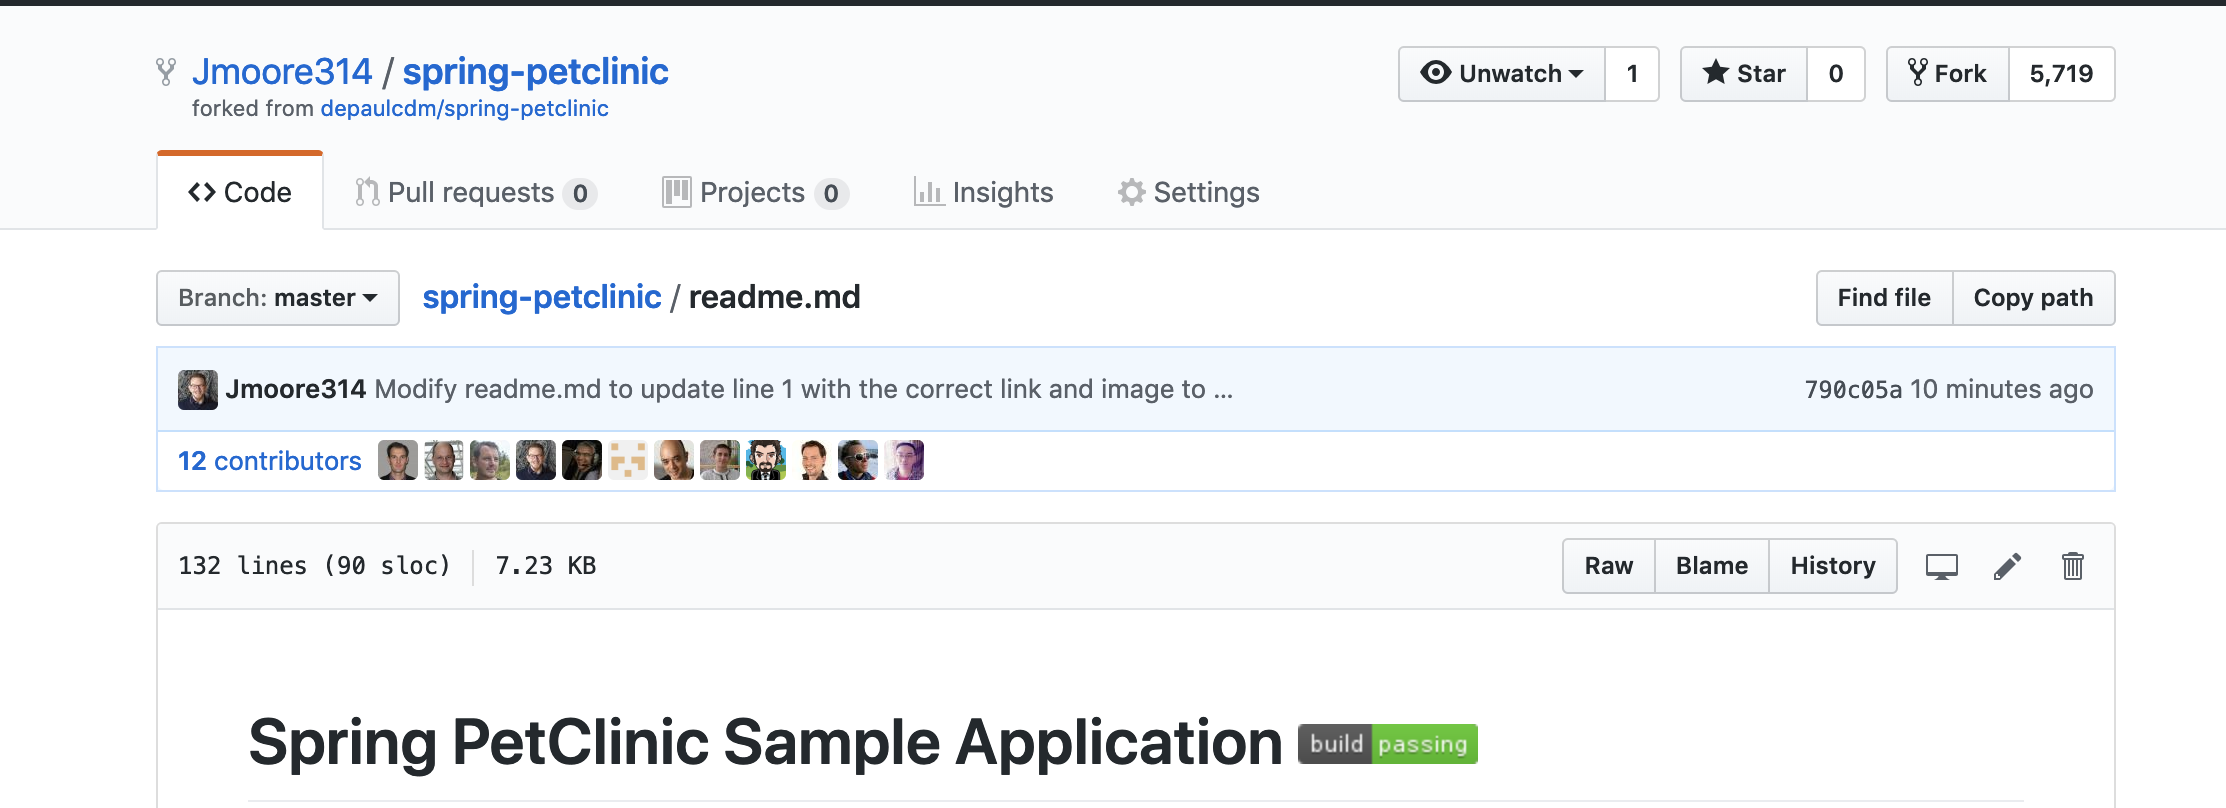 Jmoore314 / spring-petclinic
forked from depaulcdm/spring-petclinic
Unwatch 1 Star 0 Fork 5,719
Code Pull requests 0 Projects 0 Insights Settings
Branch: master spring-petclinic / readme.md Find file Copy path
Jmoore314 Modify readme.md to update line 1 with the correct link and image to ... 790c05a 10 minutes ago
12 contributors
132 lines (90 sloc) 7.23 KB Raw Blame History
Spring PetClinic Sample Application build passing